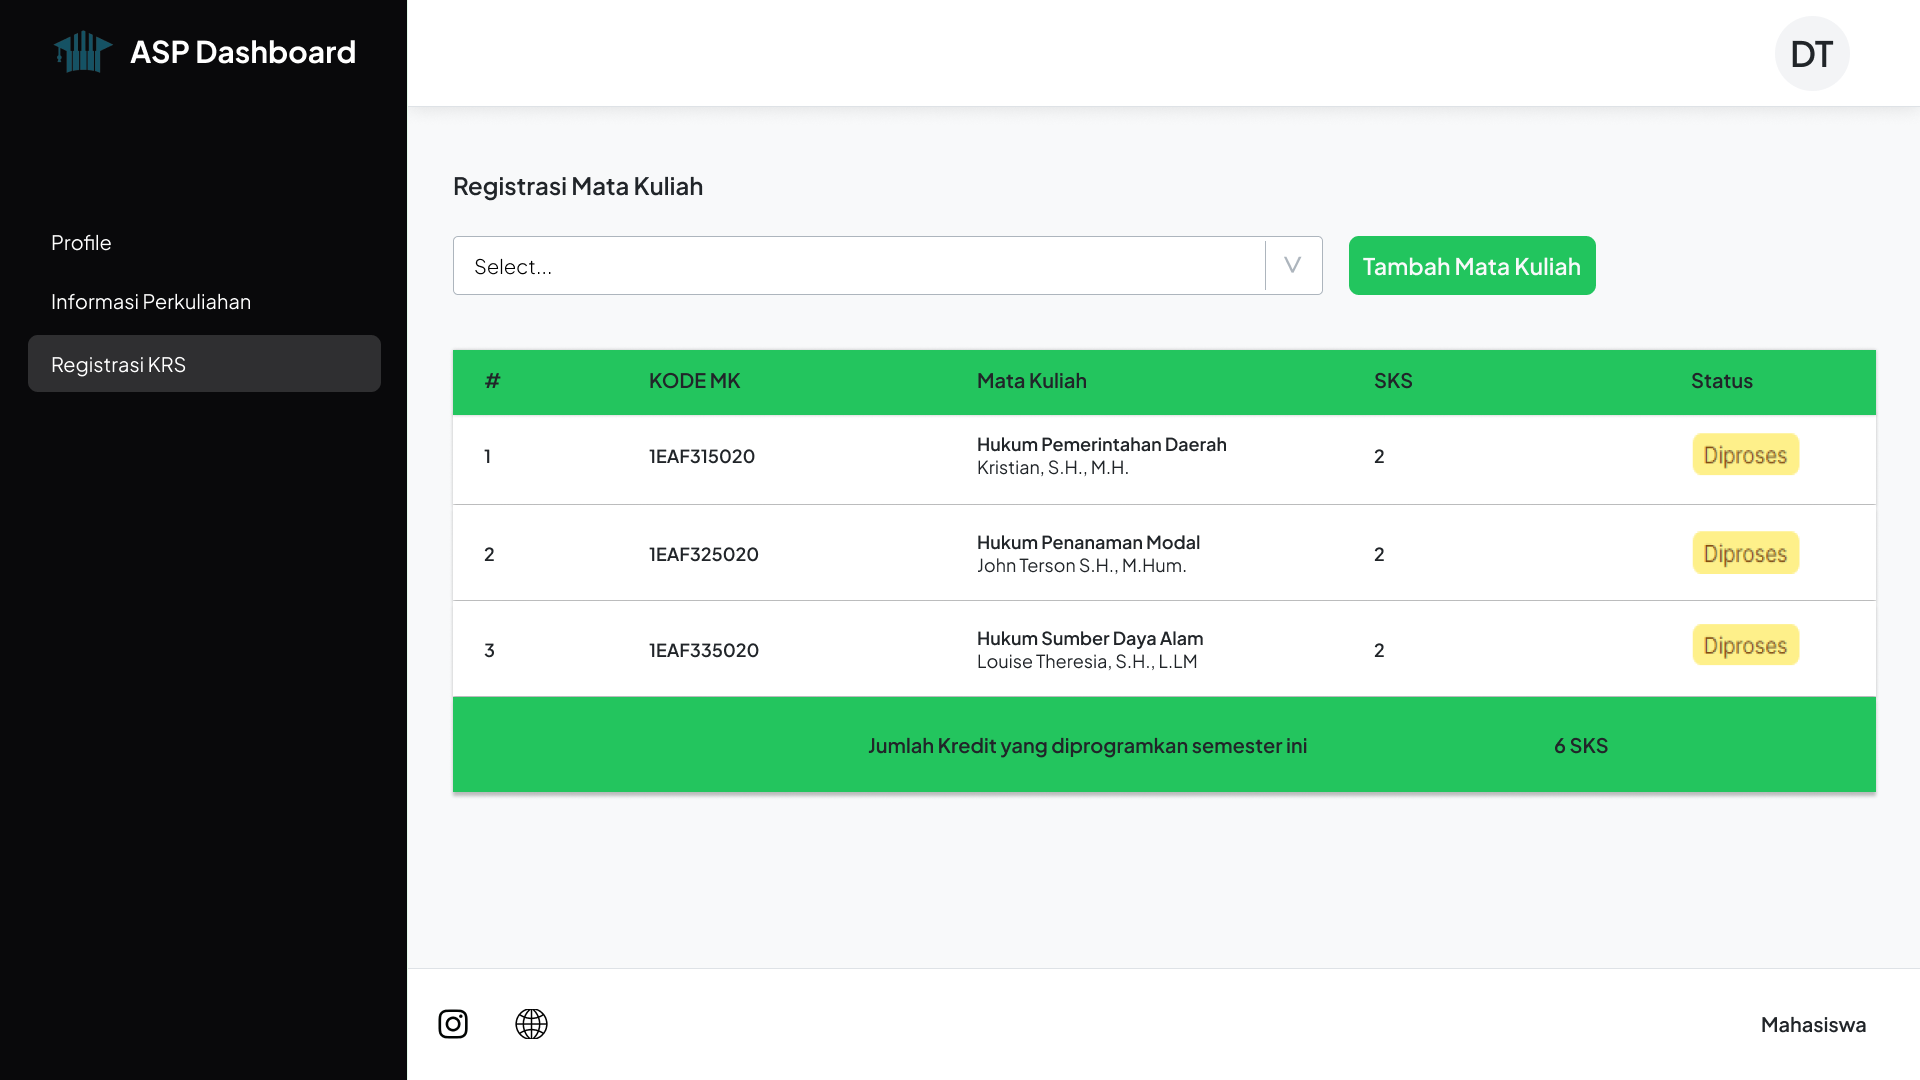 ASP Dashboard
DT
Profile
Informasi Perkuliahan
Registrasi KRS
Registrasi Mata Kuliah
Select...
Tambah Mata Kuliah
# KODE MK Mata Kuliah SKS Status
1 1EAF315020 Hukum Pemerintahan Daerah 2 Diproses
Kristian, S.H., M.H.
2 1EAF325020 Hukum Penanaman Modal 2 Diproses
John Terson S.H., M.Hum.
3 1EAF335020 Hukum Sumber Daya Alam 2 Diproses
Louise Theresia, S.H., L.LM
Jumlah Kredit yang diprogramkan semester ini 6 SKS
Mahasiswa